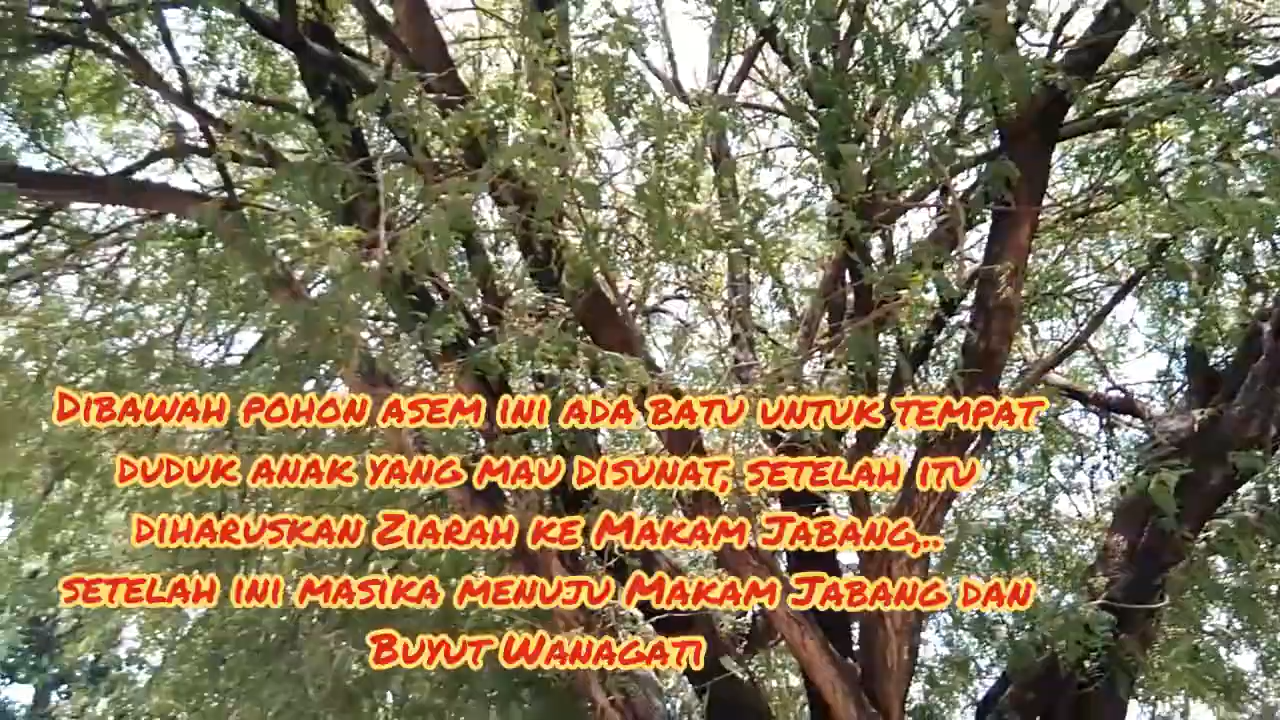 Dibawah pohon asem ini ada batu untuk tempat
duduk anak yang mau disunat, setelah itu
diharuskan Ziarah ke Makam Jabang,..
setelah ini masika menuju Makam Jabang dan
Buyut Wanagati